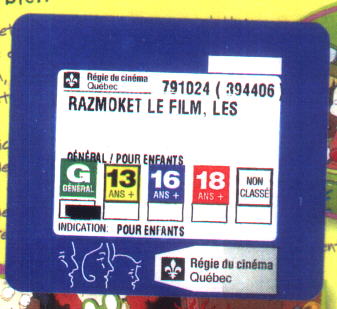 Régie du cinéma
Québec
791024 ( 394406 )
RAZMOKET LE FILM, LES
GÉNÉRAL / POUR ENFANTS
G
GÉNÉRAL
13
ANS +
16
ANS +
18
ANS +
NON
CLASSÉ
INDICATION: POUR ENFANTS
Régie du cinéma
Québec